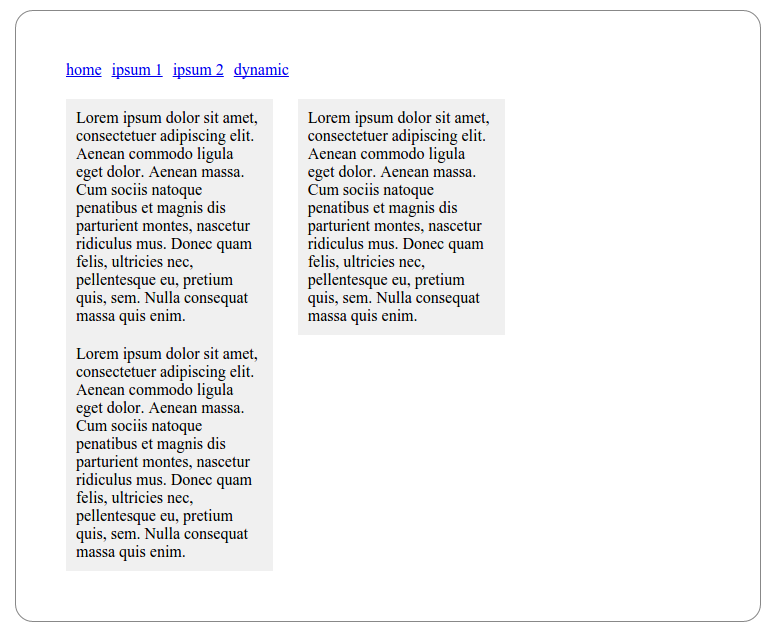 home ipsum 1 ipsum 2 dynamic
Lorem ipsum dolor sit amet,
consectetuer adipiscing elit.
Aenean commodo ligula
eget dolor. Aenean massa.
Cum sociis natoque
penatibus et magnis dis
parturient montes, nascetur
ridiculus mus. Donec quam
felis, ultricies nec,
pellentesque eu, pretium
quis, sem. Nulla consequat
massa quis enim.
Lorem ipsum dolor sit amet,
consectetuer adipiscing elit.
Aenean commodo ligula
eget dolor. Aenean massa.
Cum sociis natoque
penatibus et magnis dis
parturient montes, nascetur
ridiculus mus. Donec quam
felis, ultricies nec,
pellentesque eu, pretium
quis, sem. Nulla consequat
massa quis enim.
Lorem ipsum dolor sit amet,
consectetuer adipiscing elit.
Aenean commodo ligula
eget dolor. Aenean massa.
Cum sociis natoque
penatibus et magnis dis
parturient montes, nascetur
ridiculus mus. Donec quam
felis, ultricies nec,
pellentesque eu, pretium
quis, sem. Nulla consequat
massa quis enim.